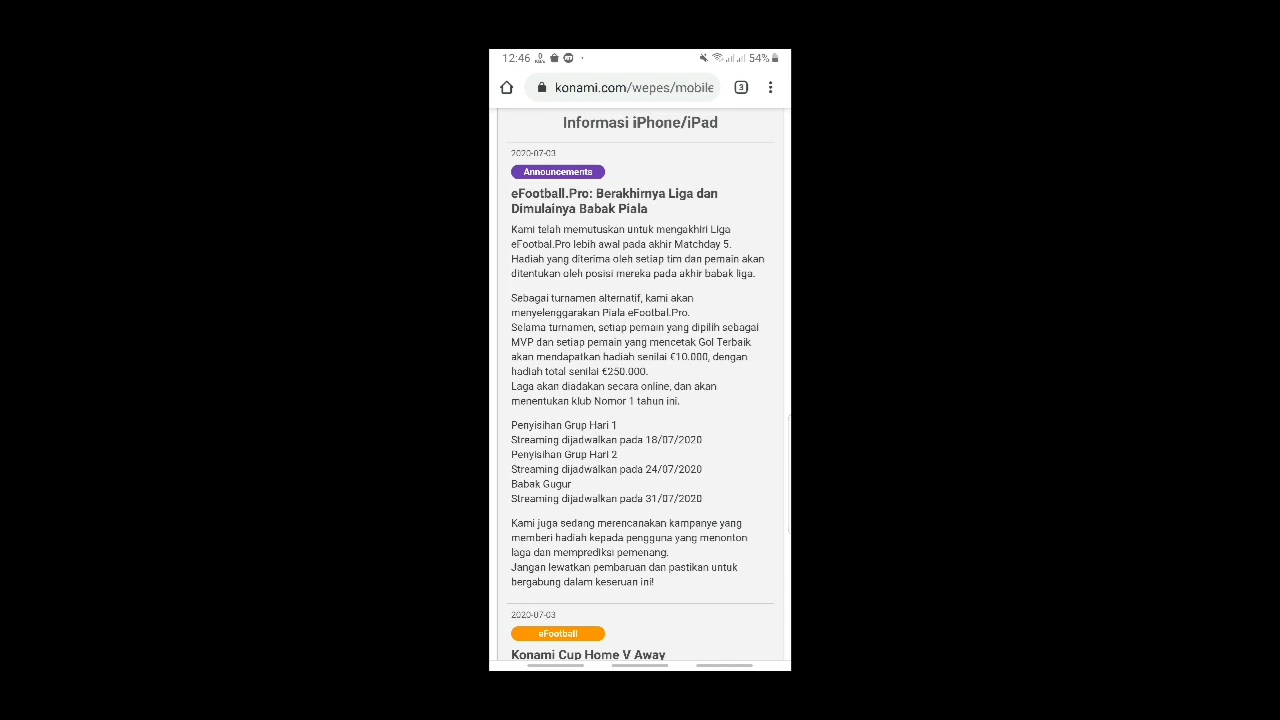 12:46
54%
konami.com/wepes/mobile
3
Informasi iPhone/iPad
2020-07-03
Announcements
eFootball.Pro: Berakhirnya Liga dan
Dimulainya Babak Piala
Kami telah memutuskan untuk mengakhiri Liga
eFootbal.Pro lebih awal pada akhir Matchday 5.
Hadiah yang diterima oleh setiap tim dan pemain akan
ditentukan oleh posisi mereka pada akhir babak liga.
Sebagai turnamen alternatif, kami akan
menyelenggarakan Piala eFootbal.Pro.
Selama turnamen, setiap pemain yang dipilih sebagai
MVP dan setiap pemain yang mencetak Gol Terbaik
akan mendapatkan hadiah senilai €10.000, dengan
hadiah total senilai €250.000.
Laga akan diadakan secara online, dan akan
menentukan klub Nomor 1 tahun ini.
Penyisihan Grup Hari 1
Streaming dijadwalkan pada 18/07/2020
Penyisihan Grup Hari 2
Streaming dijadwalkan pada 24/07/2020
Babak Gugur
Streaming dijadwalkan pada 31/07/2020
Kami juga sedang merencanakan kampanye yang
memberi hadiah kepada pengguna yang menonton
laga dan memprediksi pemenang.
Jangan lewatkan pembaruan dan pastikan untuk
bergabung dalam keseruan ini!
2020-07-03
eFootball
Konami Cup Home V Away